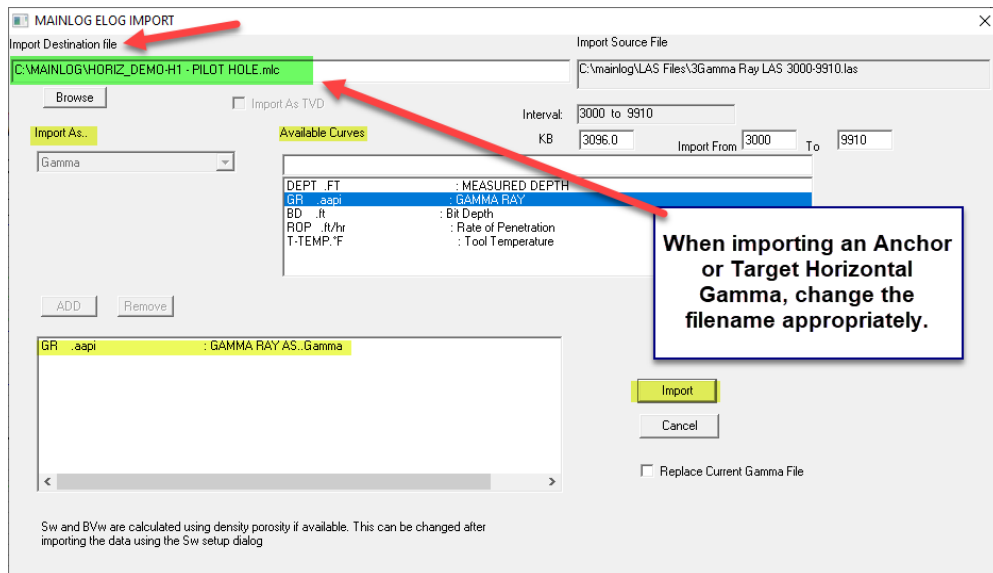 MAINLOG ELOG IMPORT
Import Destination file
Import Source File
C:\MAINLOG\HORIZ_DEMO-H1 - PILOT HOLE.mlc
C:\mainlog\LAS Files\3Gamma Ray LAS 3000-9910.las
Browse
Import As TVD
Interval: 3000 to 9910
KB 3096.0 Import From 3000 To 9910
Import As..
Available Curves
Gamma
DEPT .FT : MEASURED DEPTH
GR .aapi : GAMMA RAY
BD .ft : Bit Depth
ROP .ft/hr : Rate of Penetration
T-TEMP.°F : Tool Temperature
When importing an Anchor
or Target Horizontal
Gamma, change the
filename appropriately.
ADD
Remove
GR .aapi : GAMMA RAY AS..Gamma
Import
Cancel
Replace Current Gamma File
Sw and BVw are calculated using density porosity if available. This can be changed after
importing the data using the Sw setup dialog